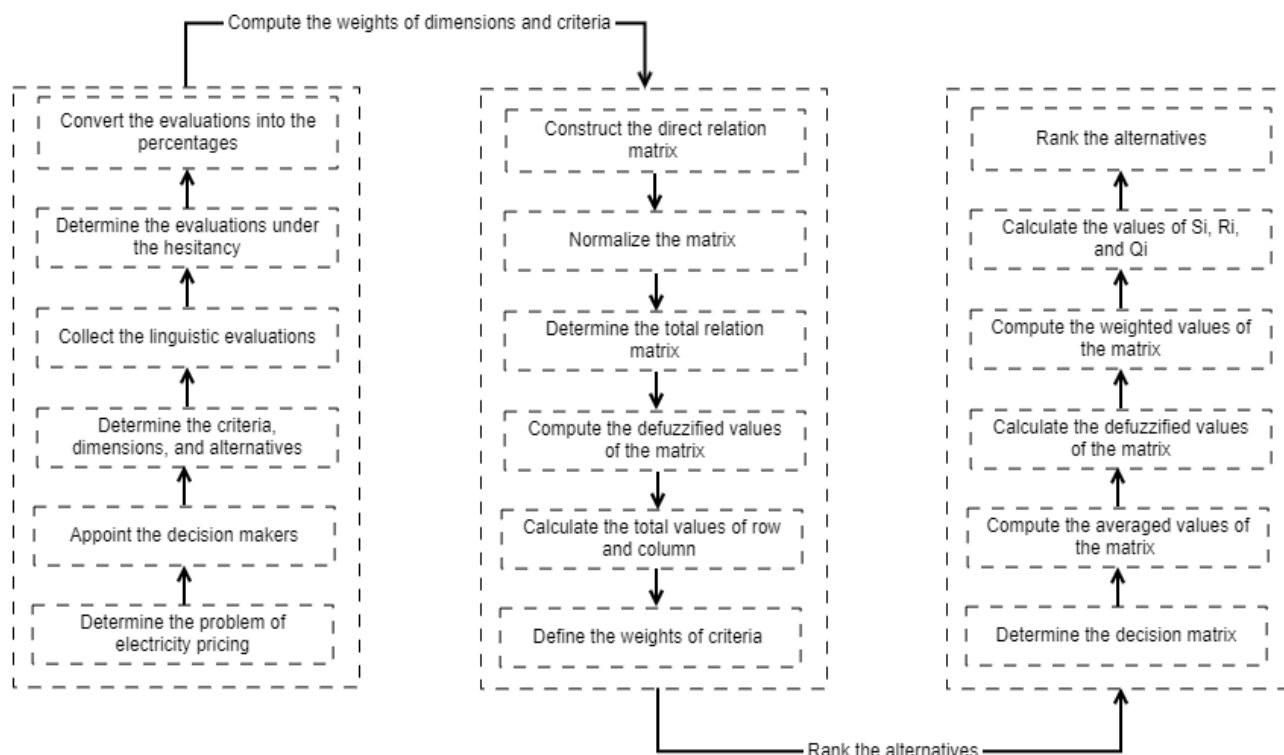 Compute the weights of dimensions and criteria
Convert the evaluations into the
percentages
Determine the evaluations under
the hesitancy
Collect the linguistic evaluations
Determine the criteria,
dimensions, and alternatives
Appoint the decision makers
Determine the problem of
electricity pricing
Construct the direct relation
matrix
Normalize the matrix
Determine the total relation
matrix
Compute the defuzzified values
of the matrix
Calculate the total values of row
and column
Define the weights of criteria
Rank the alternatives
Calculate the values of Si, Ri,
and Qi
Compute the weighted values of
the matrix
Calculate the defuzzified values
of the matrix
Compute the averaged values of
the matrix
Determine the decision matrix
Rank the alternatives